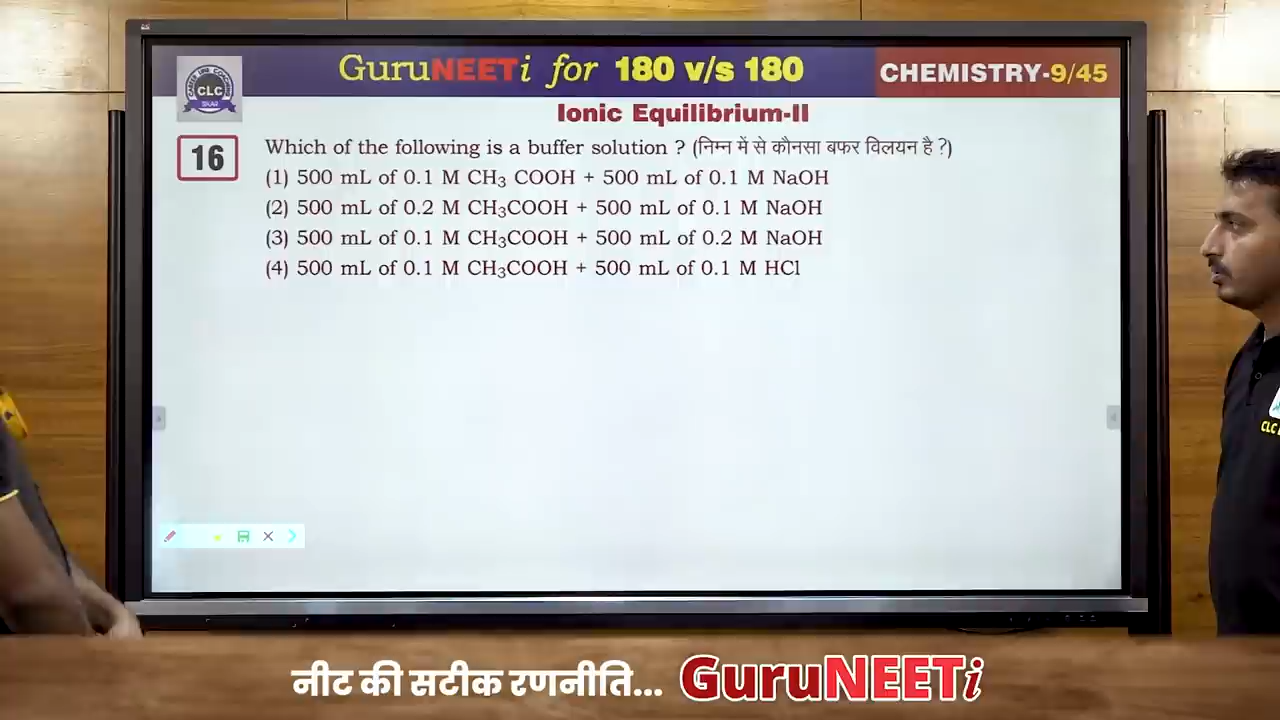 GuruNEETi for 180 v/s 180
CHEMISTRY-9/45
CLC
SIKAR
Ionic Equilibrium-II
16
Which of the following is a buffer solution ? (निम्न में से कौनसा बफर विलयन है ?)
(1) 500 mL of 0.1 M CH₃ COOH + 500 mL of 0.1 M NaOH
(2) 500 mL of 0.2 M CH₃COOH + 500 mL of 0.1 M NaOH
(3) 500 mL of 0.1 M CH₃COOH + 500 mL of 0.2 M NaOH
(4) 500 mL of 0.1 M CH₃COOH + 500 mL of 0.1 M HCl
CLC
नीट की सटीक रणनीति... GuruNEETi